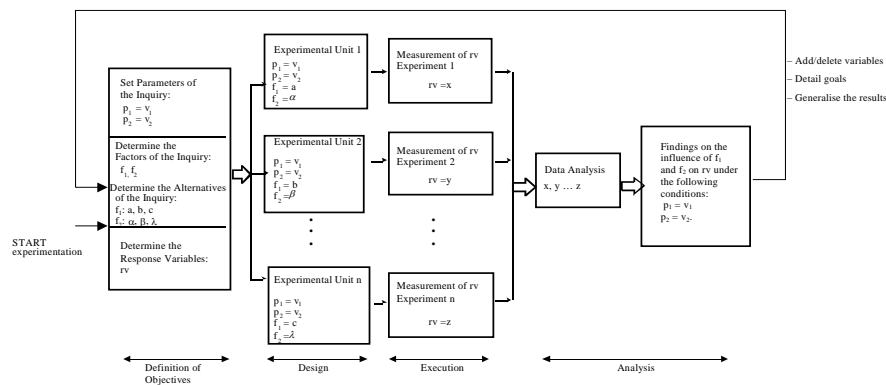 START
experimentation
Set Parameters of
the Inquiry:
p₁ = v₁
p₂ = v₂
Determine the
Factors of the Inquiry:
f₁, f₂
Determine the Alternatives
of the Inquiry:
f₁: a, b, c
f₂: α, β, λ
Determine the
Response Variables:
rv
Experimental Unit 1
p₁ = v₁
p₂ = v₂
f₁ = a
f₂ = α
Experimental Unit 2
p₁ = v₁
p₂ = v₂
f₁ = b
f₂ = β
Experimental Unit n
p₁ = v₁
p₂ = v₂
f₁ = c
f₂ = λ
Measurement of rv
Experiment 1
rv =x
Measurement of rv
Experiment 2
rv =y
Measurement of rv
Experiment n
rv =z
Data Analysis
x, y … z
Findings on the
influence of f₁
and f₂ on rv under
the following
conditions:
p₁ = v₁
p₂ = v₂.
– Add/delete variables
– Detail goals
– Generalise the results
Definition of
Objectives
Design
Execution
Analysis